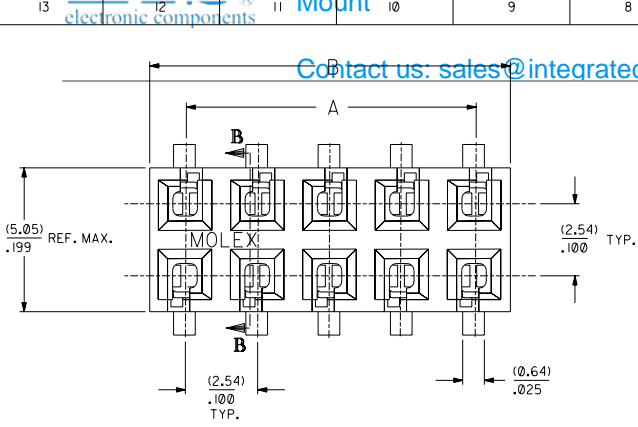 13 12 11 10 9 8
electronic components
Mount
Contact us: sales@integrated
B
A
B
(5.05)
.199 REF. MAX.
MOLEX
(2.54)
.100 TYP.
B
(2.54)
.100
TYP.
(0.64)
.025